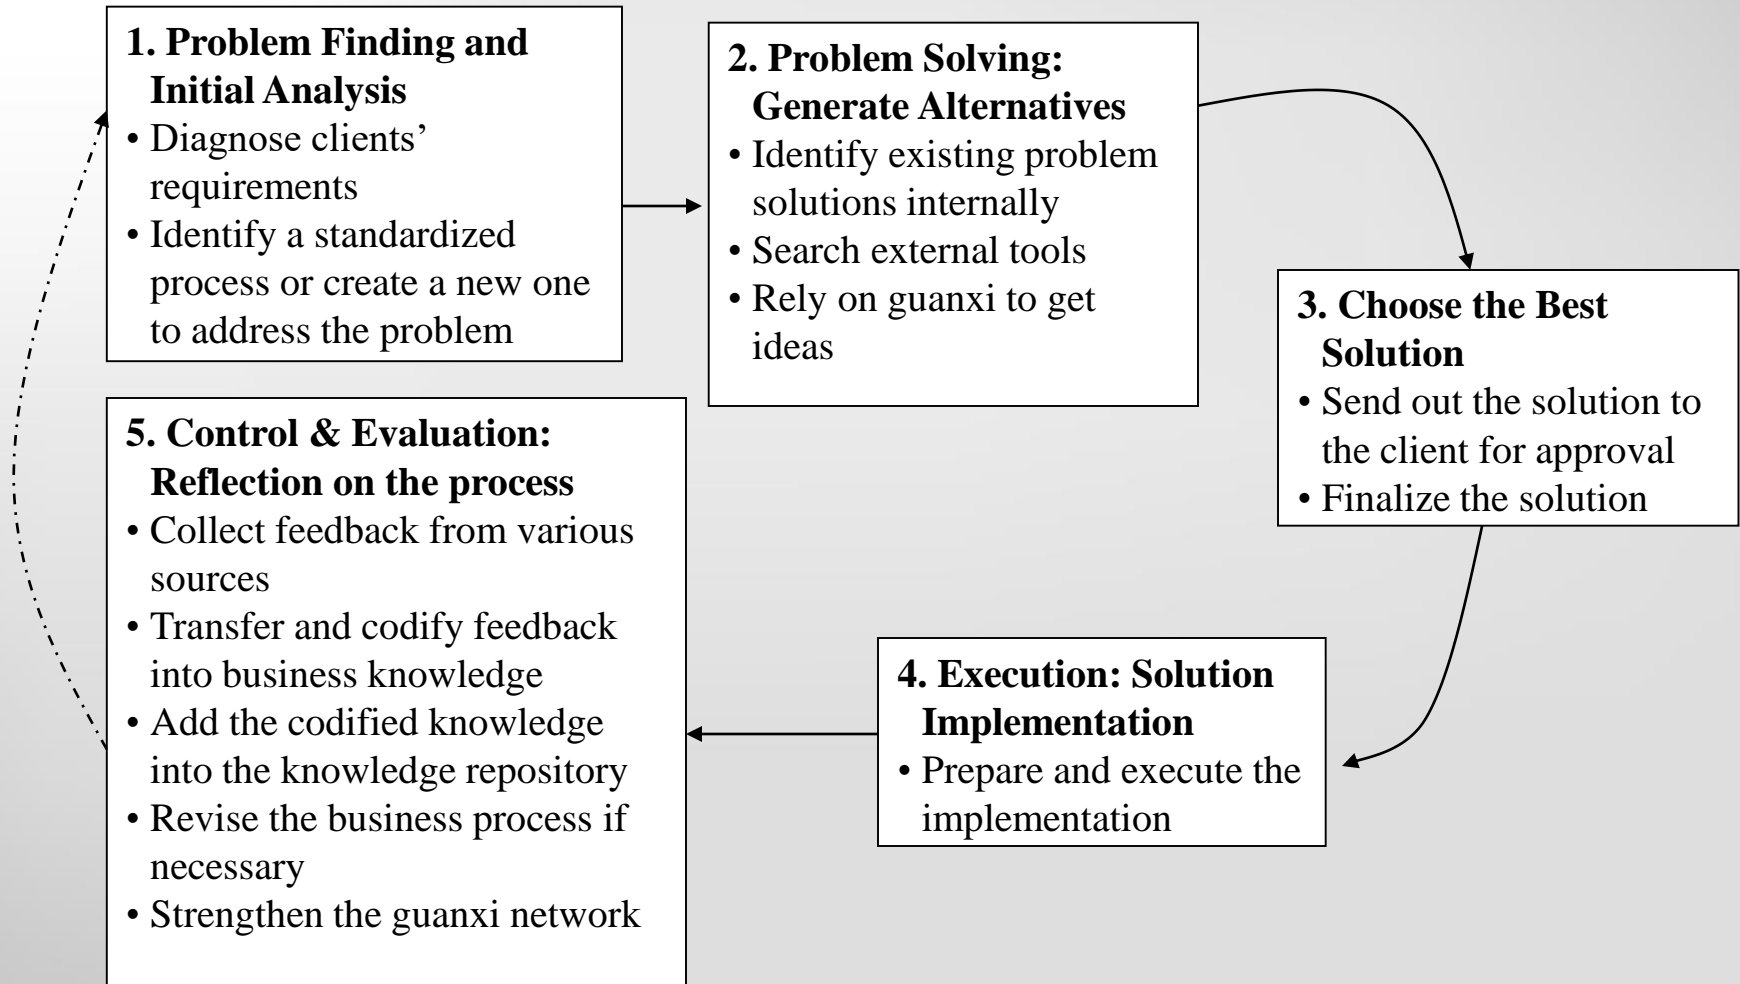 1. Problem Finding and
Initial Analysis
• Diagnose clients’
requirements
• Identify a standardized
process or create a new one
to address the problem
2. Problem Solving:
Generate Alternatives
• Identify existing problem
solutions internally
• Search external tools
• Rely on guanxi to get
ideas
3. Choose the Best
Solution
• Send out the solution to
the client for approval
• Finalize the solution
4. Execution: Solution
Implementation
• Prepare and execute the
implementation
5. Control & Evaluation:
Reflection on the process
• Collect feedback from various
sources
• Transfer and codify feedback
into business knowledge
• Add the codified knowledge
into the knowledge repository
• Revise the business process if
necessary
• Strengthen the guanxi network